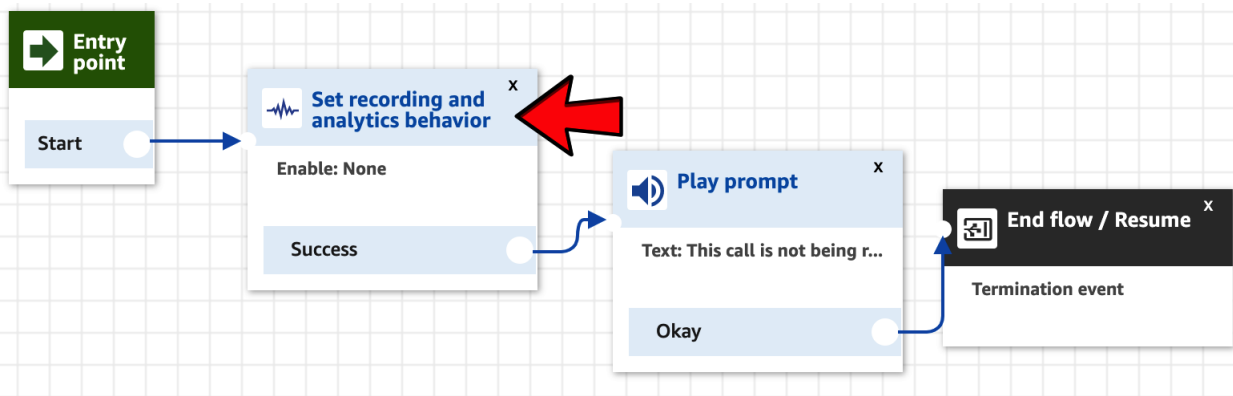 Entry
point
Start
X
Set recording and
analytics behavior
Enable: None
Success
X
Play prompt
Text: This call is not being r...
Okay
X
End flow / Resume
Termination event